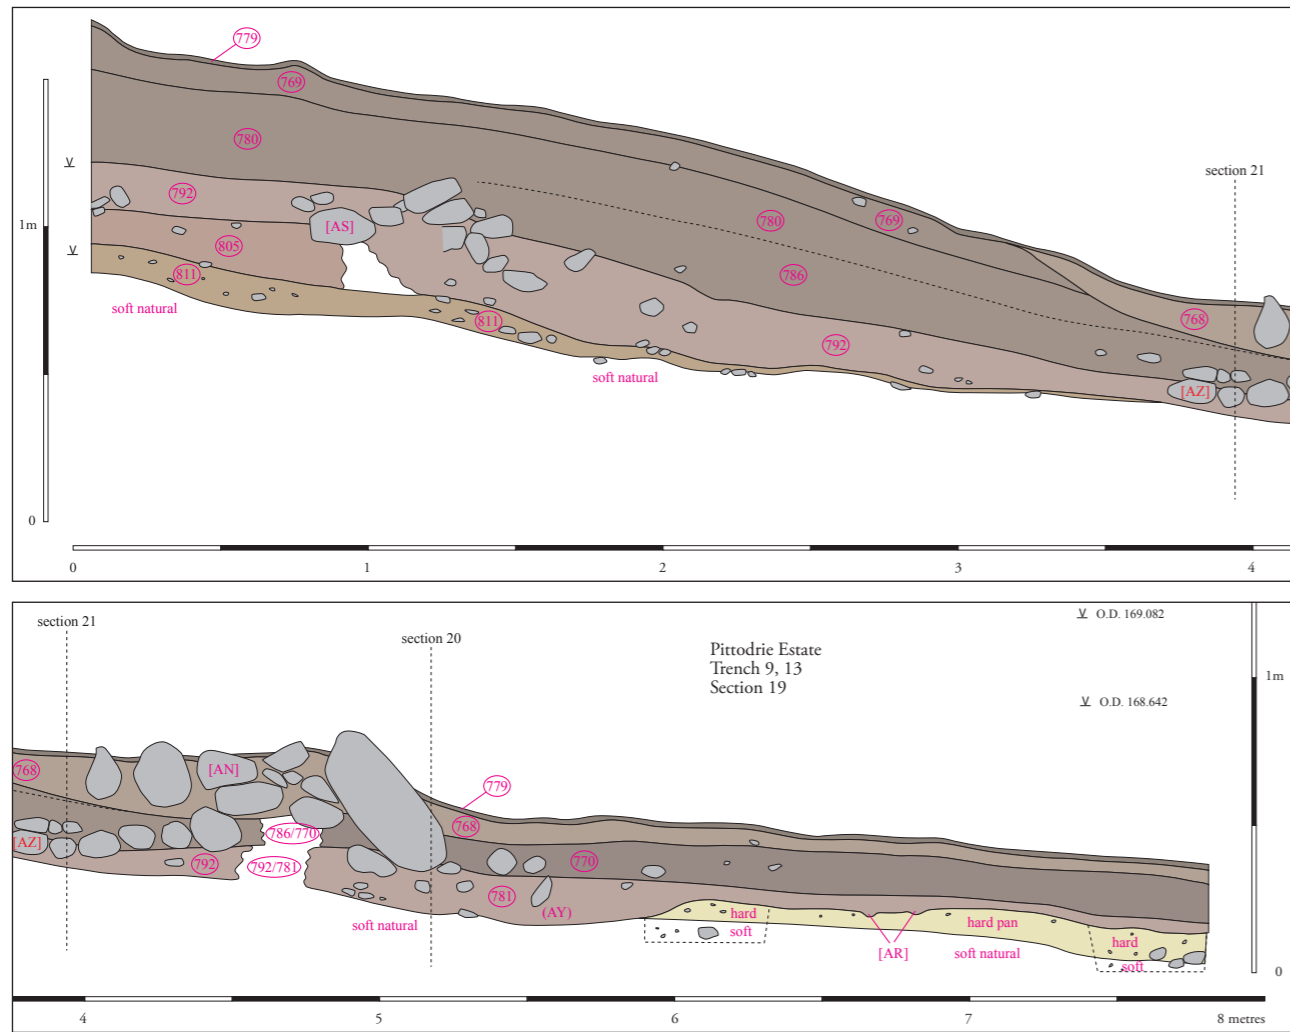 779
769
780
792
[AS]
805
811
soft natural
811
soft natural
780
769
786
792
section 21
768
[AZ]
1m
0
0 1 2 3 4
section 21
section 20
Pittodrie Estate
Trench 9, 13
Section 19
O.D. 169.082
O.D. 168.642
1m
0
768
[AN]
[AZ]
792
786/770
792/781
779
768
770
781
(AY)
soft natural
hard
soft
[AR]
hard pan
soft natural
hard
soft
4 5 6 7 8 metres